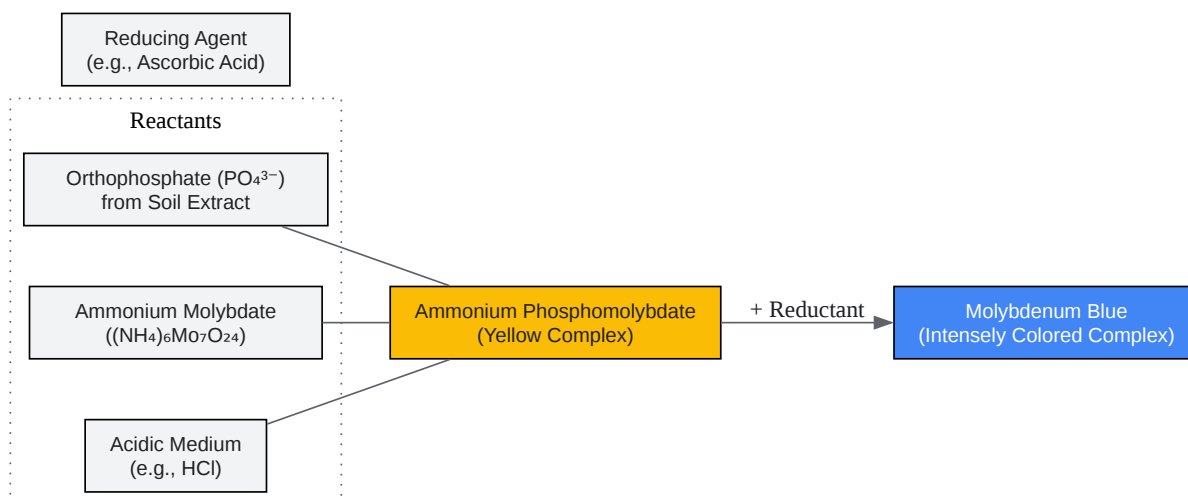 Reducing Agent
(e.g., Ascorbic Acid)
Reactants
Orthophosphate (PO₄³⁻)
from Soil Extract
Ammonium Molybdate
((NH₄)₆Mo₇O₂₄)
Acidic Medium
(e.g., HCl)
Ammonium Phosphomolybdate
(Yellow Complex)
+ Reductant
Molybdenum Blue
(Intensely Colored Complex)